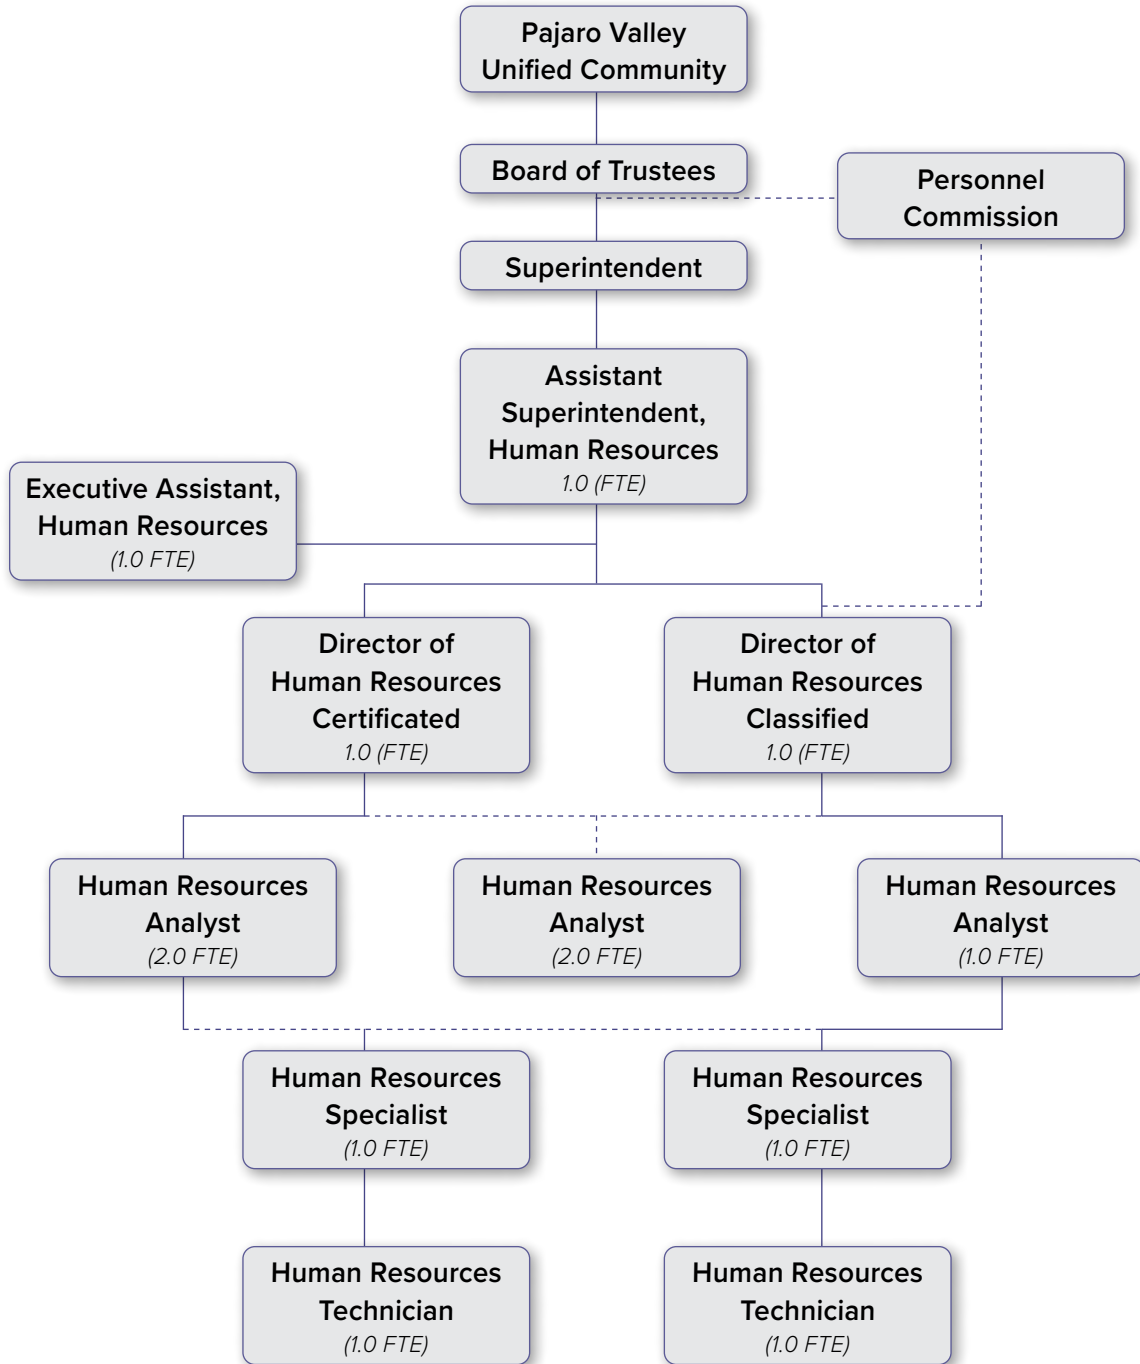 Pajaro Valley
Unified Community
Board of Trustees
Personnel
Commission
Superintendent
Assistant
Superintendent,
Human Resources
1.0 (FTE)
Executive Assistant,
Human Resources
(1.0 FTE)
Director of
Human Resources
Certificated
1.0 (FTE)
Director of
Human Resources
Classified
1.0 (FTE)
Human Resources
Analyst
(2.0 FTE)
Human Resources
Analyst
(2.0 FTE)
Human Resources
Analyst
(1.0 FTE)
Human Resources
Specialist
(1.0 FTE)
Human Resources
Specialist
(1.0 FTE)
Human Resources
Technician
(1.0 FTE)
Human Resources
Technician
(1.0 FTE)